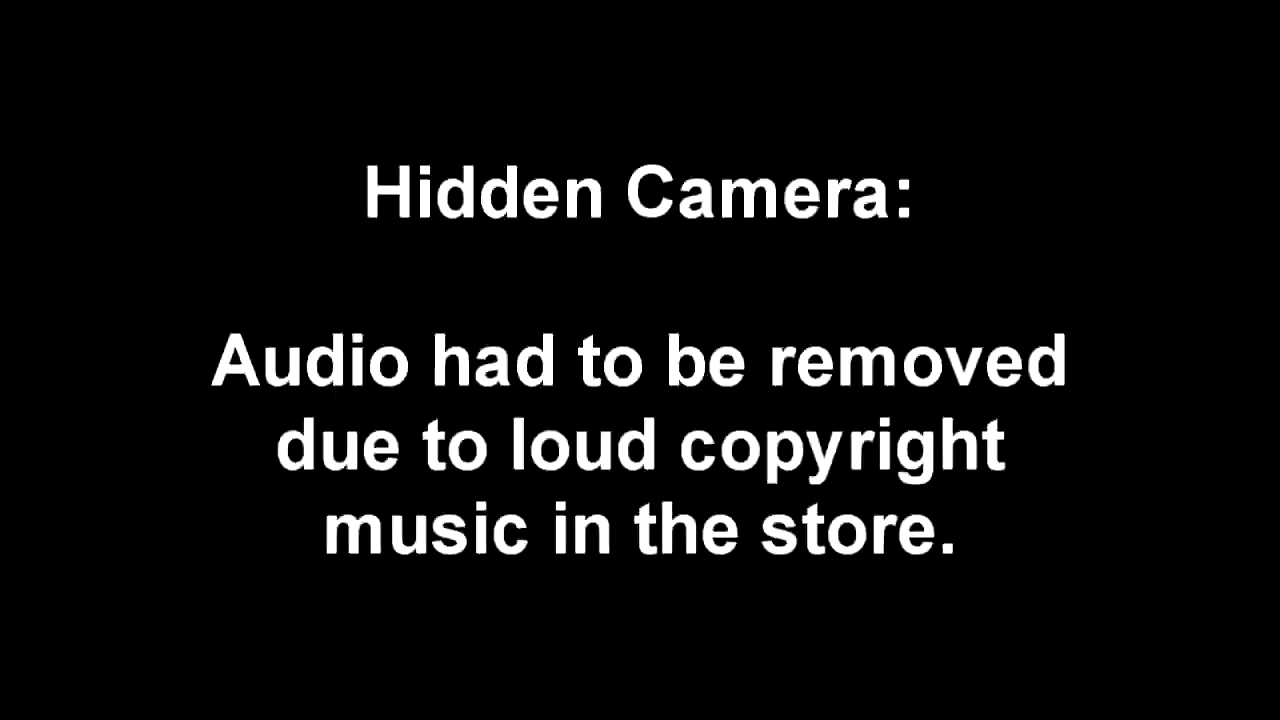 Hidden Camera:
Audio had to be removed
due to loud copyright
music in the store.